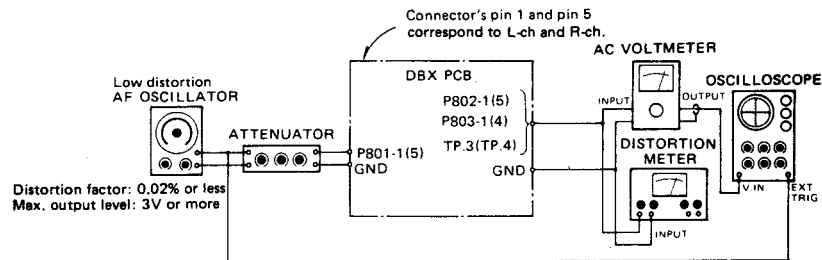 Connector's pin 1 and pin 5
correspond to L-ch and R-ch.
Low distortion
AF OSCILLATOR
ATTENUATOR
DBX PCB
P801-1(5)
GND
P802-1(5)
P803-1(4)
TP.3(TP.4)
GND
AC VOLTMETER
INPUT
OUTPUT
OSCILLOSCOPE
DISTORTION
METER
INPUT
V.IN
EXT
TRIG
Distortion factor: 0.02% or less
Max. output level: 3V or more